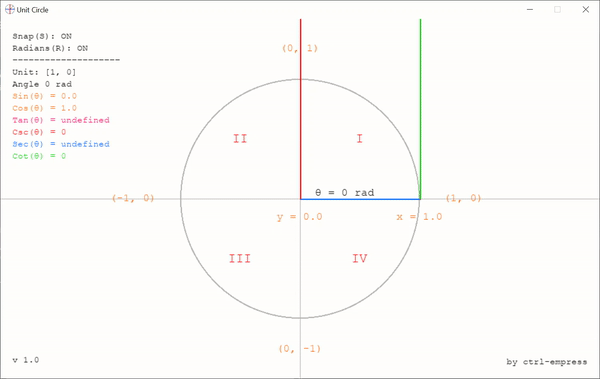 Unit Circle
Snap(S): ON
Radians(R): ON
--------------------
Unit: [1, 0]
Angle 0 rad
Sin(θ) = 0.0
Cos(θ) = 1.0
Tan(θ) = undefined
Csc(θ) = 0
Sec(θ) = undefined
Cot(θ) = 0
(0, 1)
II
I
θ = 0 rad
(-1, 0)
(1, 0)
y = 0.0
x = 1.0
III
IV
(0, -1)
v 1.0
by ctrl-empress